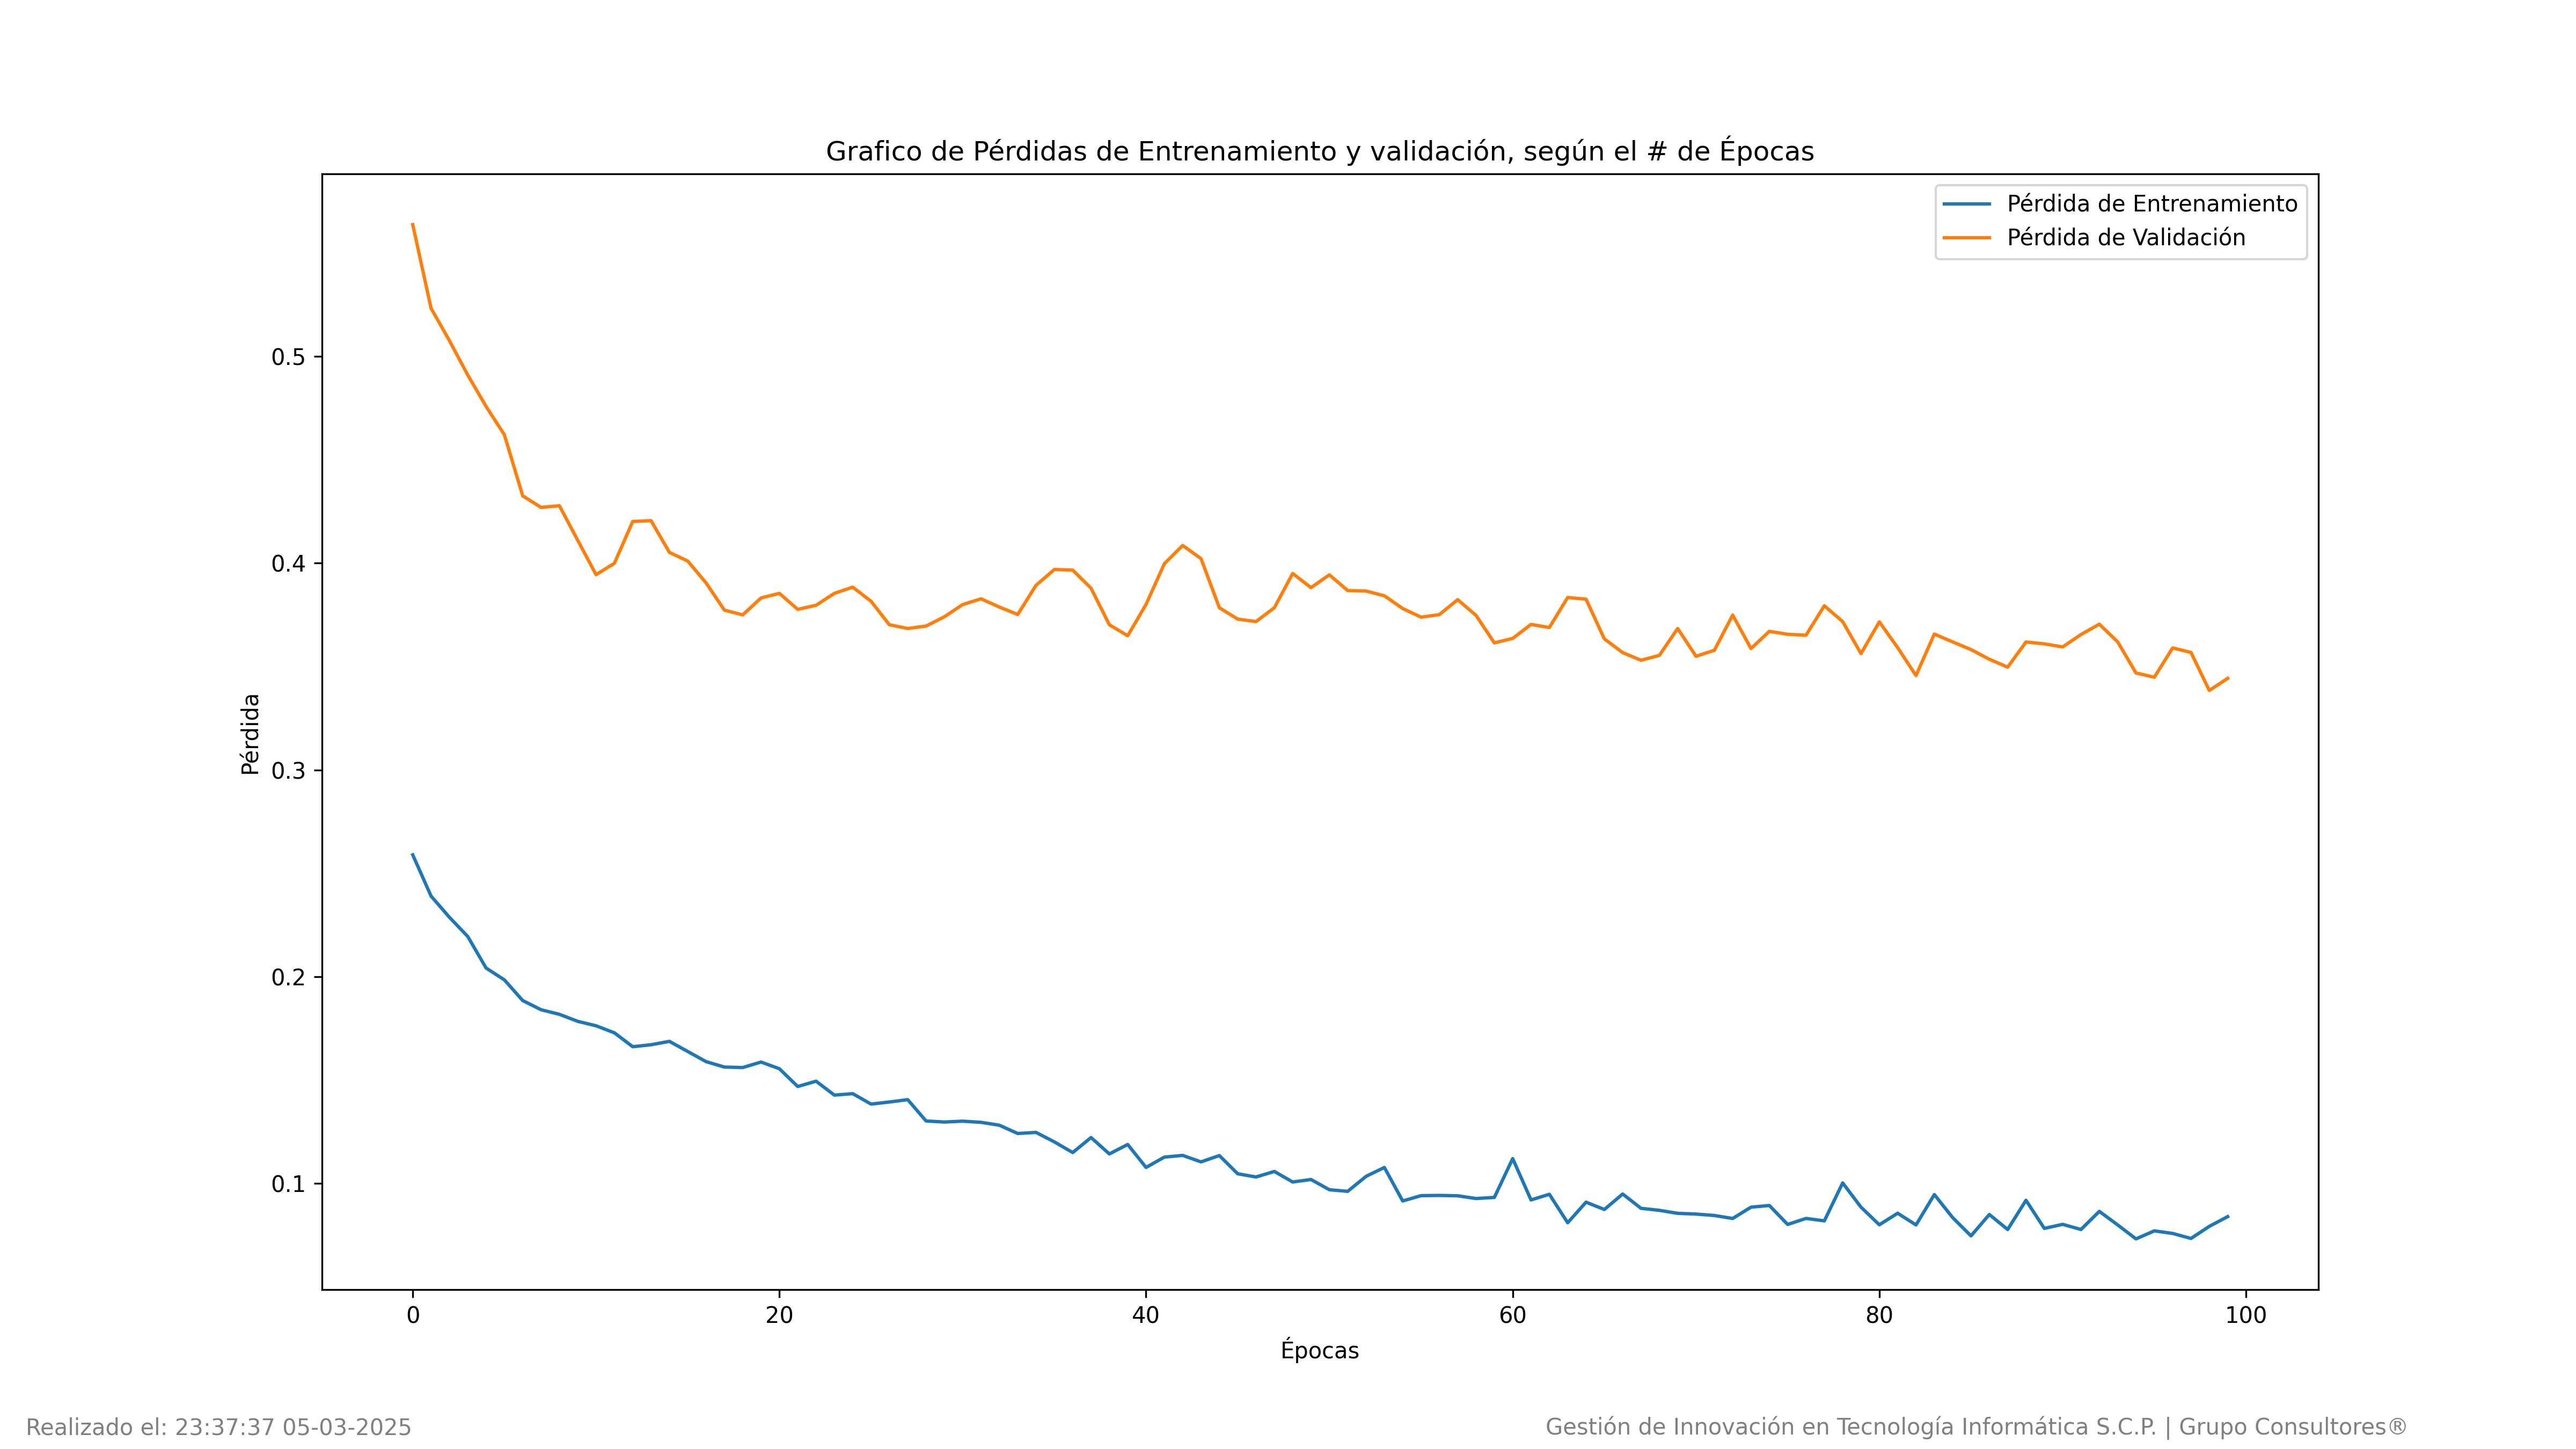 Grafico de Pérdidas de Entrenamiento y validación, según el # de Épocas
Pérdida de Entrenamiento
Pérdida de Validación
0.5
0.4
0.3
0.2
0.1
Pérdida
0 20 40 60 80 100
Épocas
Realizado el: 23:37:37 05-03-2025
Gestión de Innovación en Tecnología Informática S.C.P. | Grupo Consultores®